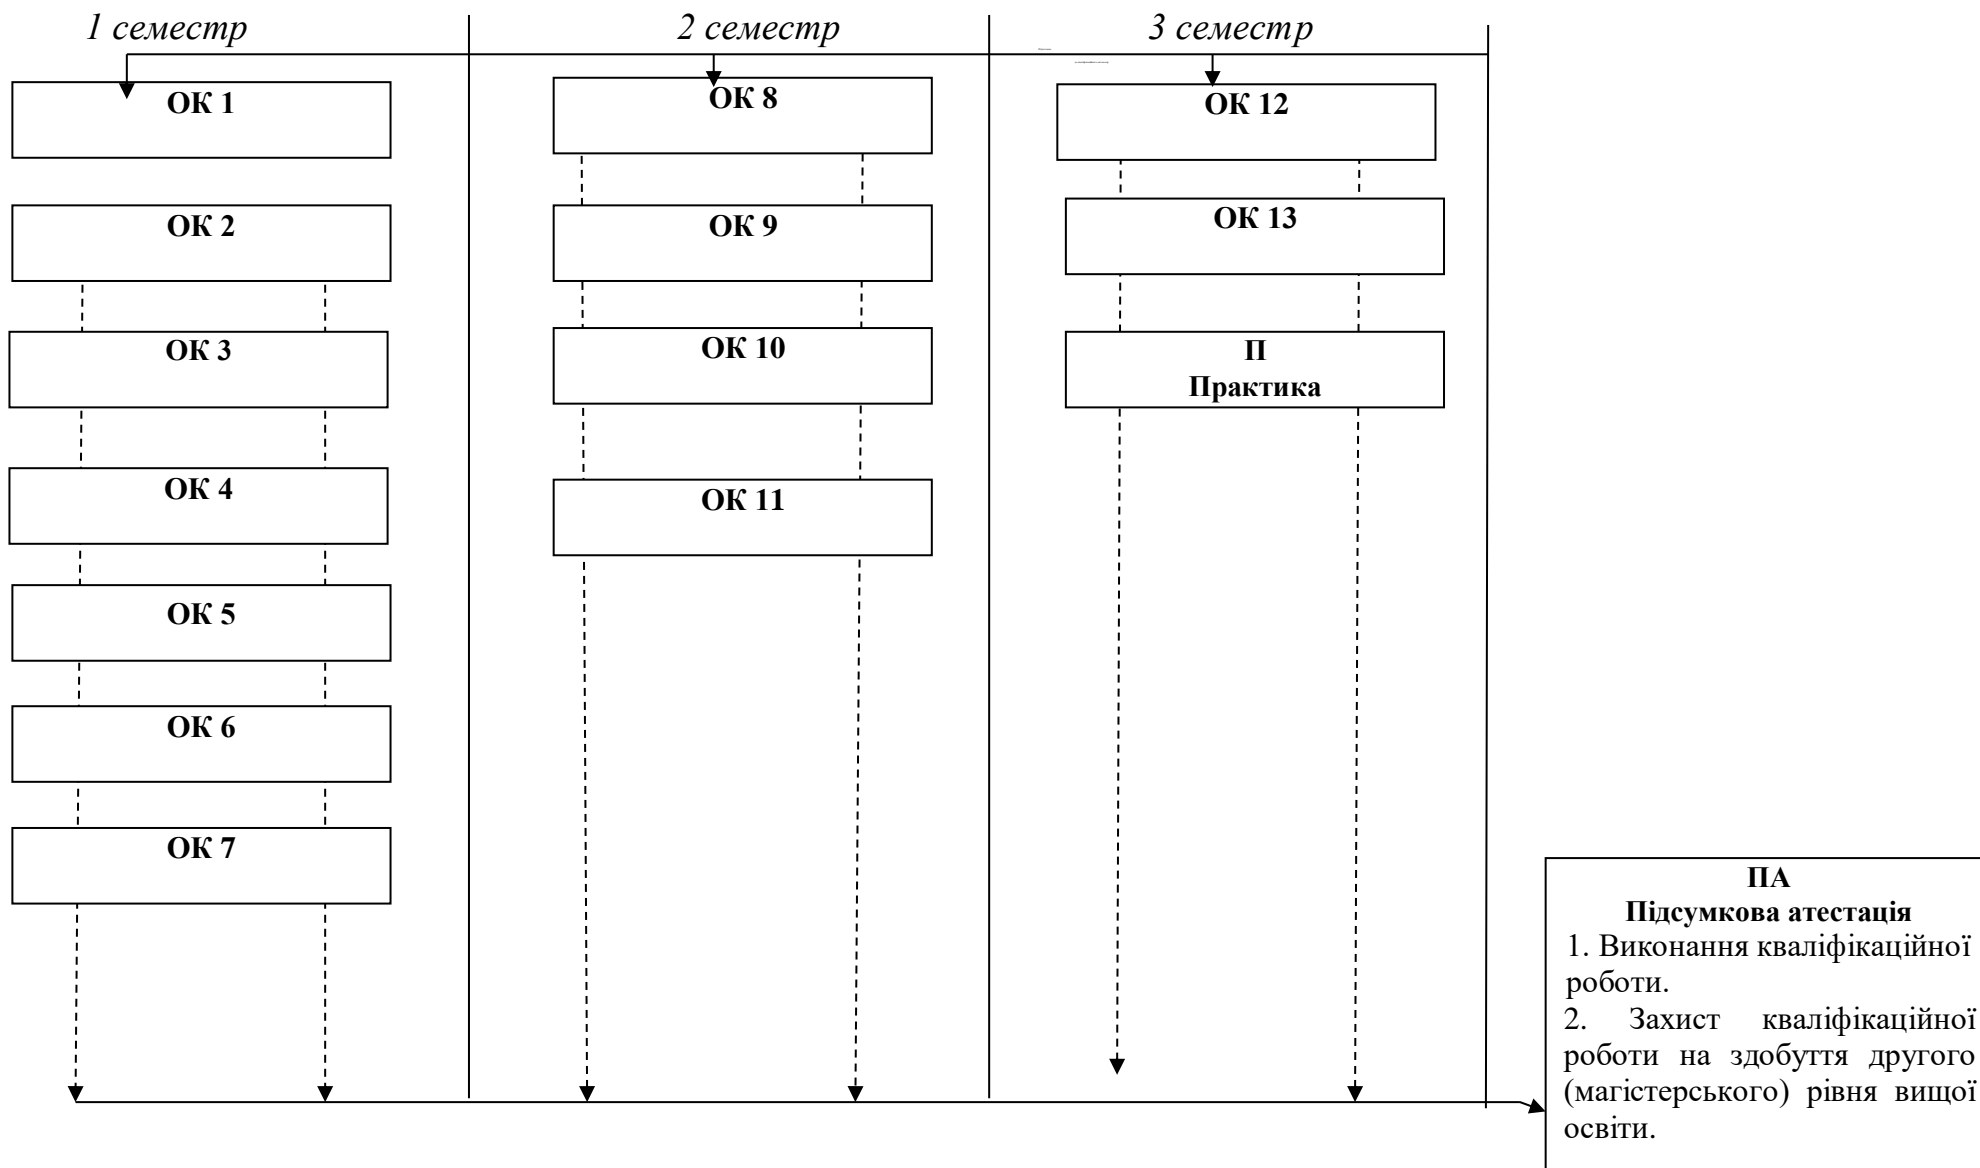 1 семестр
2 семестр
3 семестр
ОК 1
ОК 2
ОК 3
ОК 4
ОК 5
ОК 6
ОК 7
ОК 8
ОК 9
ОК 10
ОК 11
ОК 12
ОК 13
П
Практика
ПА
Підсумкова атестація
1. Виконання кваліфікаційної
роботи.
2. Захист кваліфікаційної
роботи на здобуття другого
(магістерського) рівня вищої
освіти.